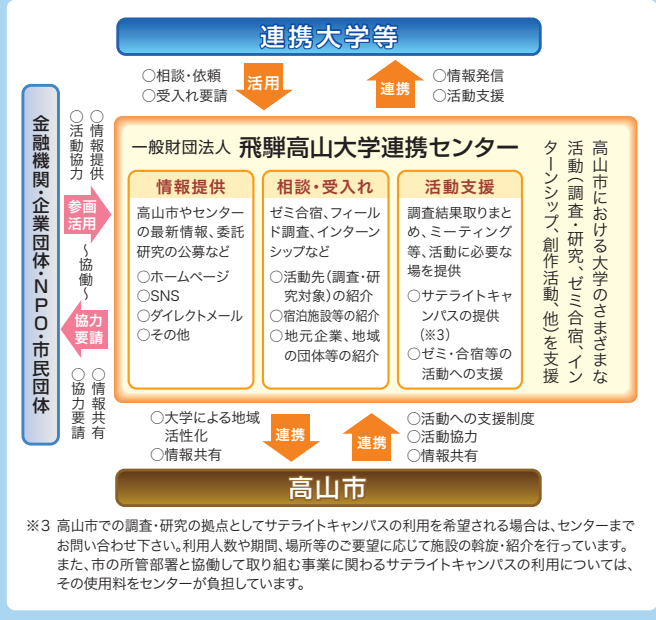 連携大学等
○相談・依頼
○受入れ要請
活用
連携
○情報発信
○活動支援
金融機関・企業団体・NPO・市民団体
○情報提供
○活動協力
参画
活用
～協働～
協力
要請
○情報共有
○協力要請
一般財団法人 飛騨高山大学連携センター
情報提供
高山市やセンター
の最新情報、委託
研究の公募など
○ホームページ
○SNS
○ダイレクトメール
○その他
相談・受入れ
ゼミ合宿、フィール
ド調査、インターン
シップなど
○活動先（調査・研
究対象）の紹介
○宿泊施設等の紹介
○地元企業、地域
の団体等の紹介
活動支援
調査結果取りまと
め、ミーティング
等、活動に必要な
場を提供
○サテライトキャ
ンパスの提供
（※3）
○ゼミ・合宿等の
活動への支援
高山市における大学のさまざまな
活動（調査・研究、ゼミ合宿、イン
ターンシップ、創作活動、他）を支援
○大学による地域
活性化
○情報共有
連携
連携
○活動への支援制度
○活動協力
○情報共有
高山市
※3 高山市での調査・研究の拠点としてサテライトキャンパスの利用を希望される場合は、センターまで
お問い合わせ下さい。利用人数や期間、場所等のご要望に応じて施設の斡旋・紹介を行っています。
また、市の所管部署と協働して取り組む事業に関わるサテライトキャンパスの利用については、
その使用料をセンターが負担しています。